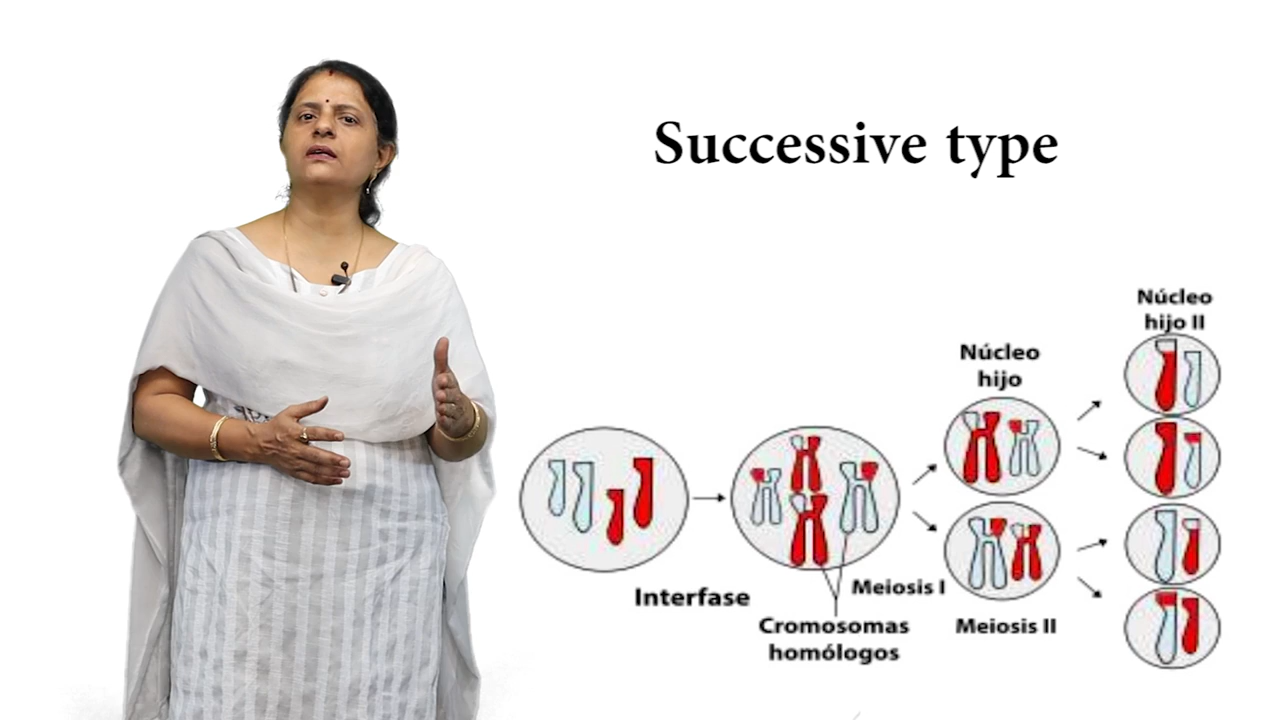 Successive type
Núcleo
hijo II
Núcleo
hijo
Interfase
Meiosis I
Cromosomas
homólogos
Meiosis II